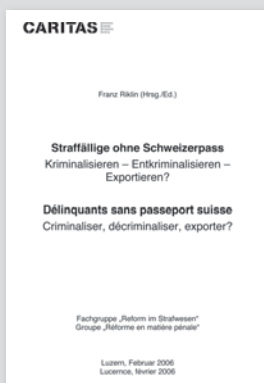 CARITAS
Franz Riklin (Hrsg./Ed.)
Straffällige ohne Schweizerpass
Kriminalisieren – Entkriminalisieren –
Exportieren?
Délinquants sans passeport suisse
Criminaliser, décriminaliser, exporter?
Fachgruppe „Reform im Strafwesen“
Groupe „Réforme en matière pénale“
Luzern, Februar 2006
Lucernce, février 2006